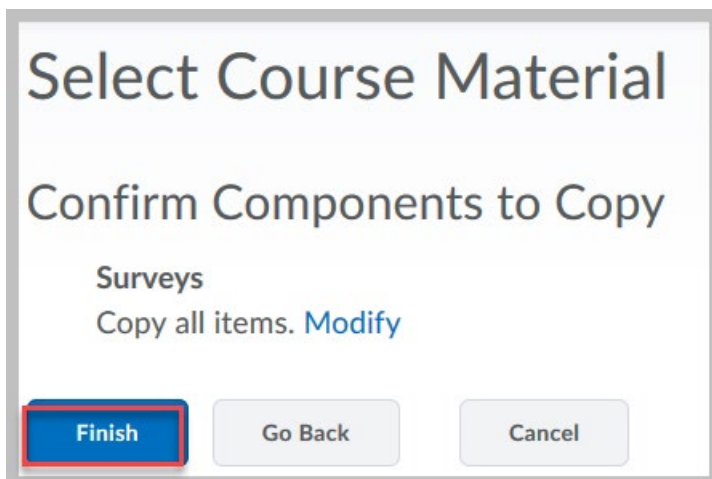 Select Course Material
Confirm Components to Copy
Surveys
Copy all items. Modify
Finish Go Back Cancel